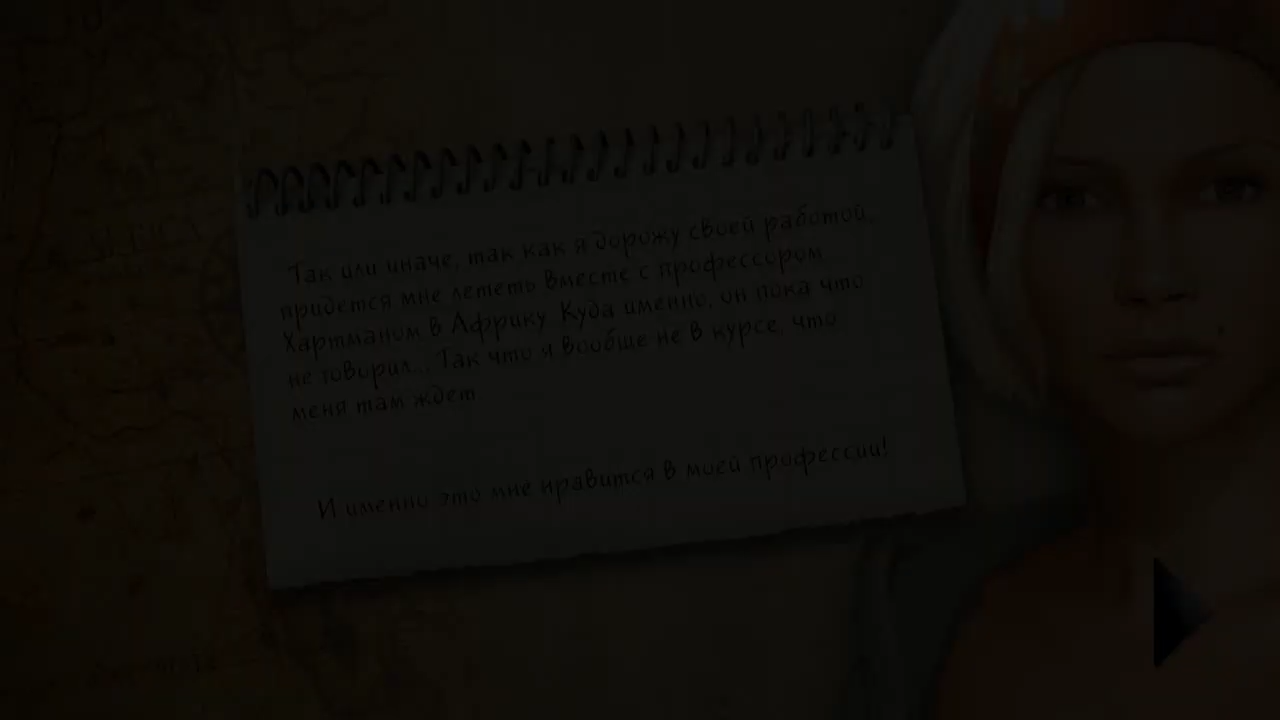 Так или иначе, так как я дорожу своей работой,
придется мне лететь вместе с профессором
Хартманом в Африку. Куда именно, он пока что
не говорил... Так что я вообще не в курсе, что
меня там ждет
И именно это мне нравится в моей профессии!